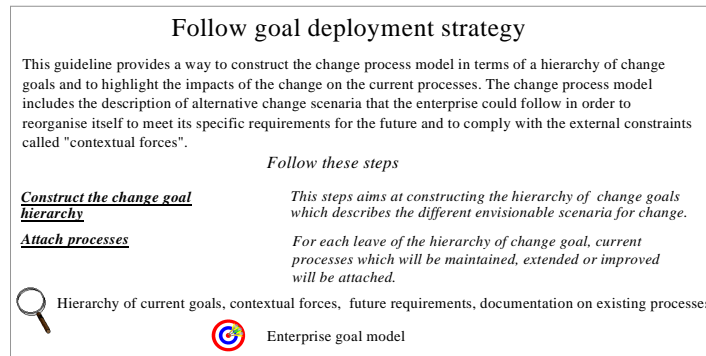 Follow goal deployment strategy
This guideline provides a way to construct the change process model in terms of a hierarchy of change
goals and to highlight the impacts of the change on the current processes. The change process model
includes the description of alternative change scenaria that the enterprise could follow in order to
reorganise itself to meet its specific requirements for the future and to comply with the external constraints
called "contextual forces".
Follow these steps
Construct the change goal
hierarchy
This steps aims at constructing the hierarchy of change goals
which describes the different envisionable scenaria for change.
Attach processes
For each leave of the hierarchy of change goal, current
processes which will be maintained, extended or improved
will be attached.
Hierarchy of current goals, contextual forces, future requirements, documentation on existing processes
Enterprise goal model